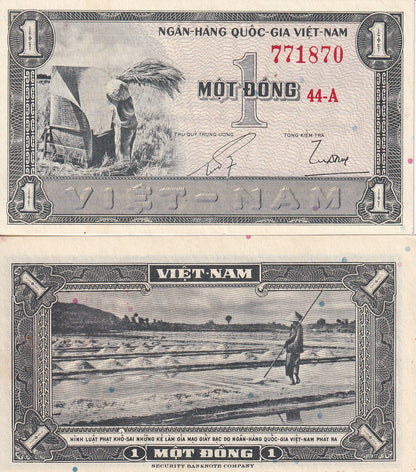 1
NGÂN-HÀNG QUỐC-GIA VIỆT-NAM
1
771870
1
MỘT ĐỒNG
44-A
THỦ-QUỸ TRUNG-ƯƠNG
TỔNG KIỂM-TRA
1
VIỆT-NAM
1
1
VIỆT-NAM
1
HÌNH LUẬT PHẠT KHỔ-SAI NHỮNG KẺ LÀM GIẢ MẠO GIẤY BẠC DO NGÂN-HÀNG QUỐC-GIA VIỆT-NAM PHÁT RA
1
1 MỘT ĐỒNG 1
1
SECURITY BANKNOTE COMPANY